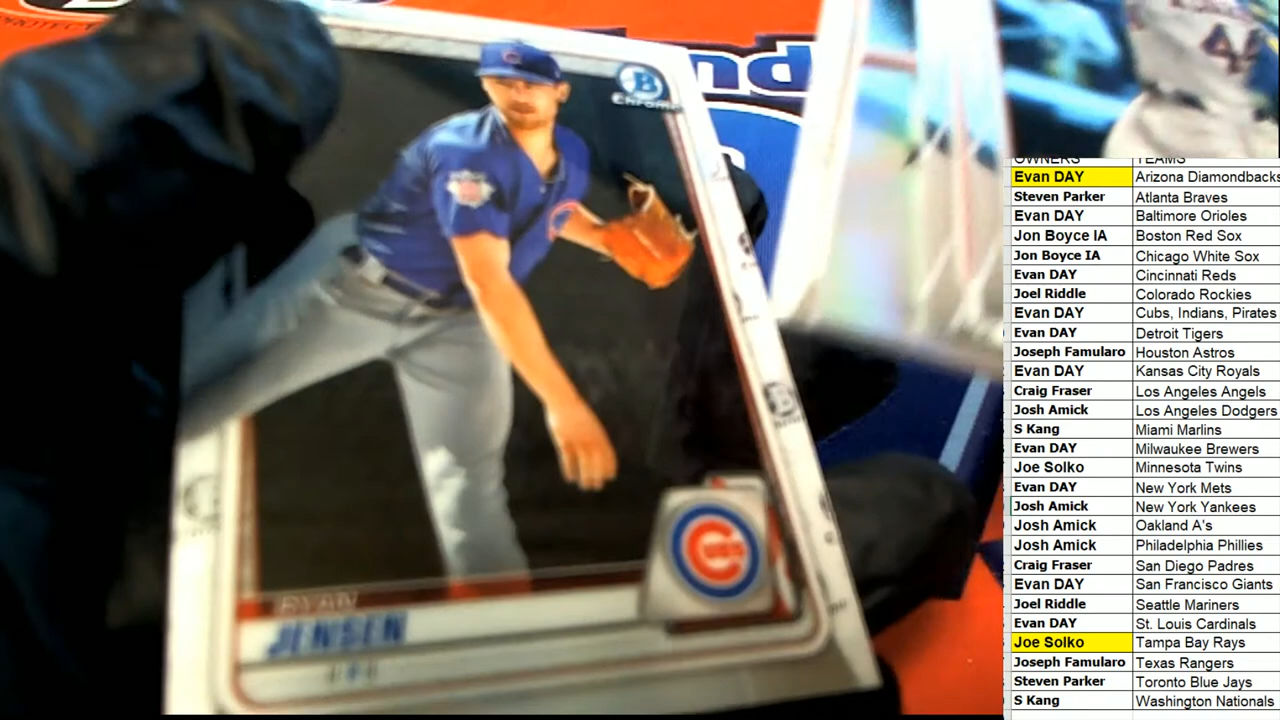 nd
B
Chrome
RYAN
JENSEN
CUBS
44
OWNERS TEAMS
Evan DAY Arizona Diamondbacks
Steven Parker Atlanta Braves
Evan DAY Baltimore Orioles
Jon Boyce IA Boston Red Sox
Jon Boyce IA Chicago White Sox
Evan DAY Cincinnati Reds
Joel Riddle Colorado Rockies
Evan DAY Cubs, Indians, Pirates
Evan DAY Detroit Tigers
Joseph Famularo Houston Astros
Evan DAY Kansas City Royals
Craig Fraser Los Angeles Angels
Josh Amick Los Angeles Dodgers
S Kang Miami Marlins
Evan DAY Milwaukee Brewers
Joe Solko Minnesota Twins
Evan DAY New York Mets
Josh Amick New York Yankees
Josh Amick Oakland A's
Josh Amick Philadelphia Phillies
Craig Fraser San Diego Padres
Evan DAY San Francisco Giants
Joel Riddle Seattle Mariners
Evan DAY St. Louis Cardinals
Joe Solko Tampa Bay Rays
Joseph Famularo Texas Rangers
Steven Parker Toronto Blue Jays
S Kang Washington Nationals